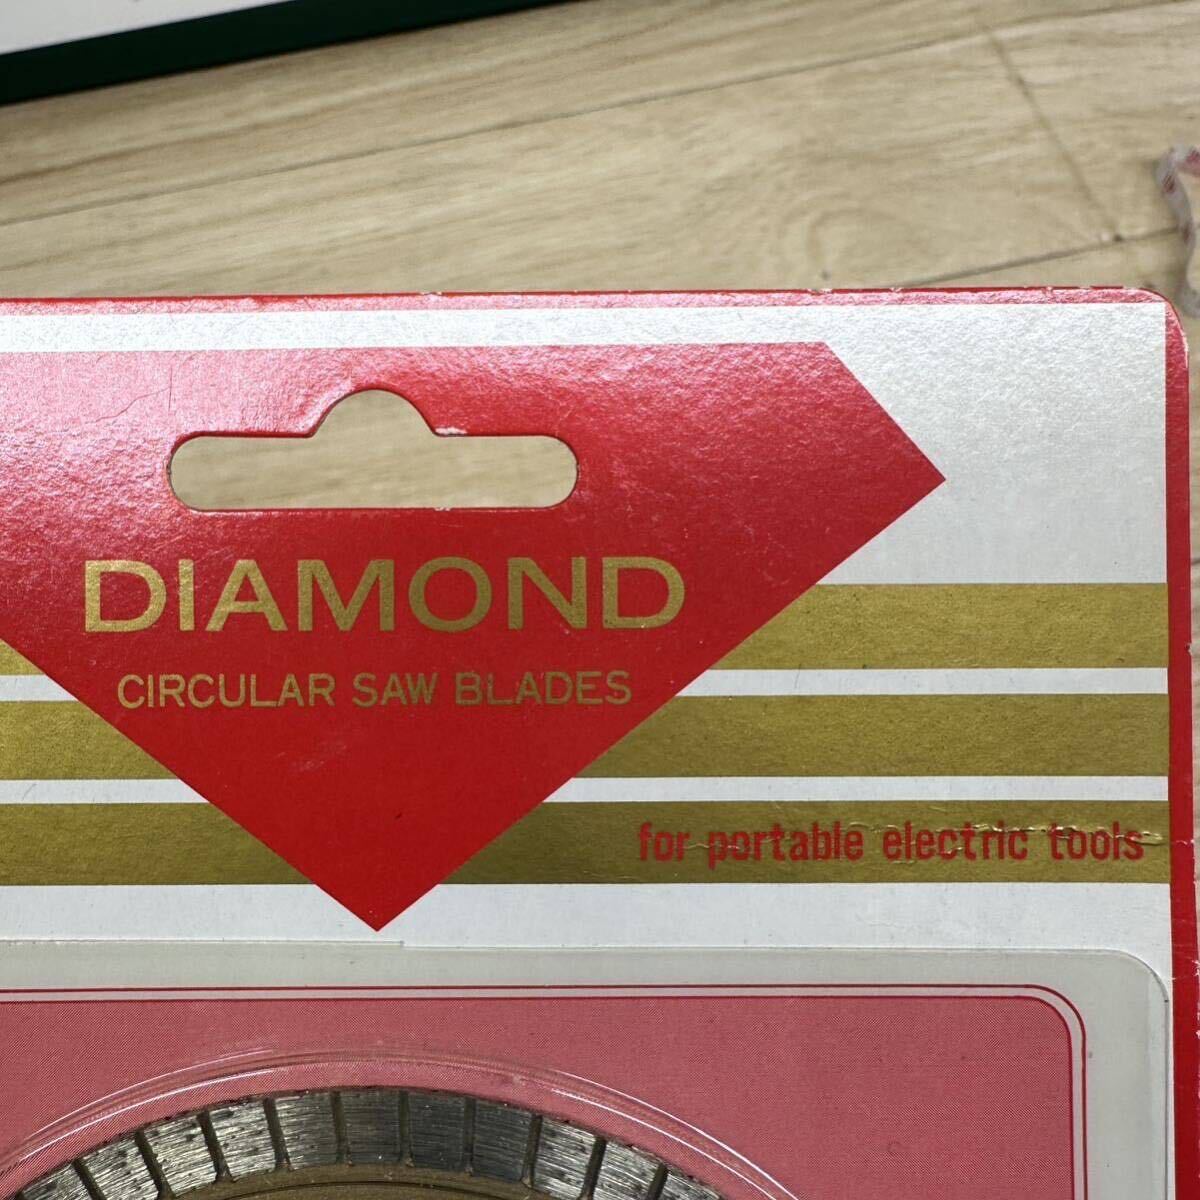 DIAMOND
CIRCULAR SAW BLADES
for portable electric tools